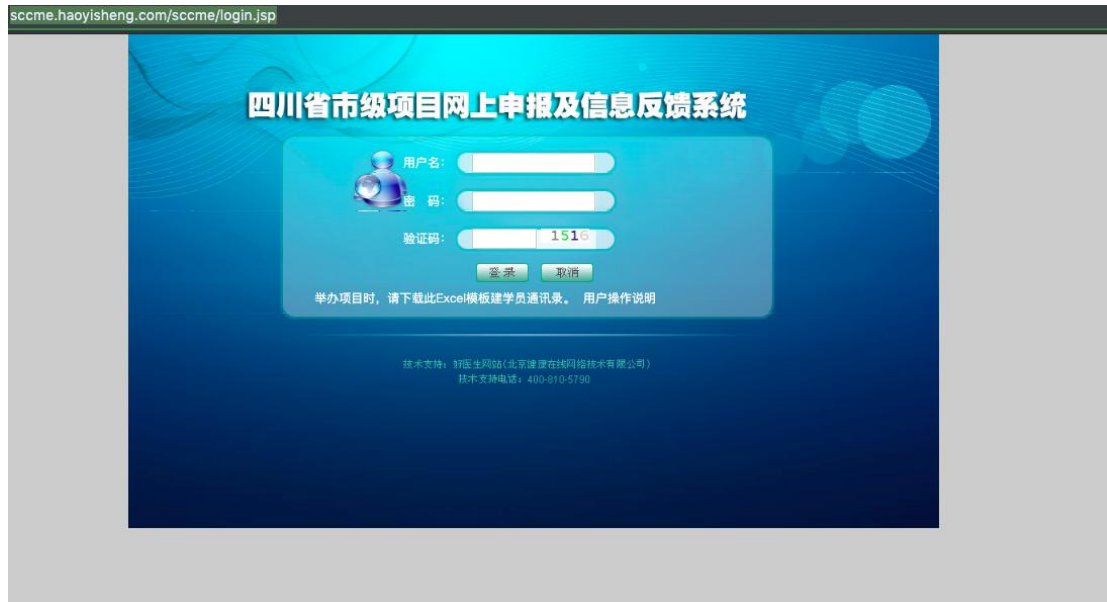 sccme.haoyisheng.com/sccme/login.jsp
四川省市级项目网上申报及信息反馈系统
用户名：
密 码：
验证码： 1516
登 录 取消
举办项目时，请下载此Excel模板建学员通讯录。 用户操作说明
技术支持：好医生网站(北京健康在线网络技术有限公司)
技术支持电话：400-810-5790